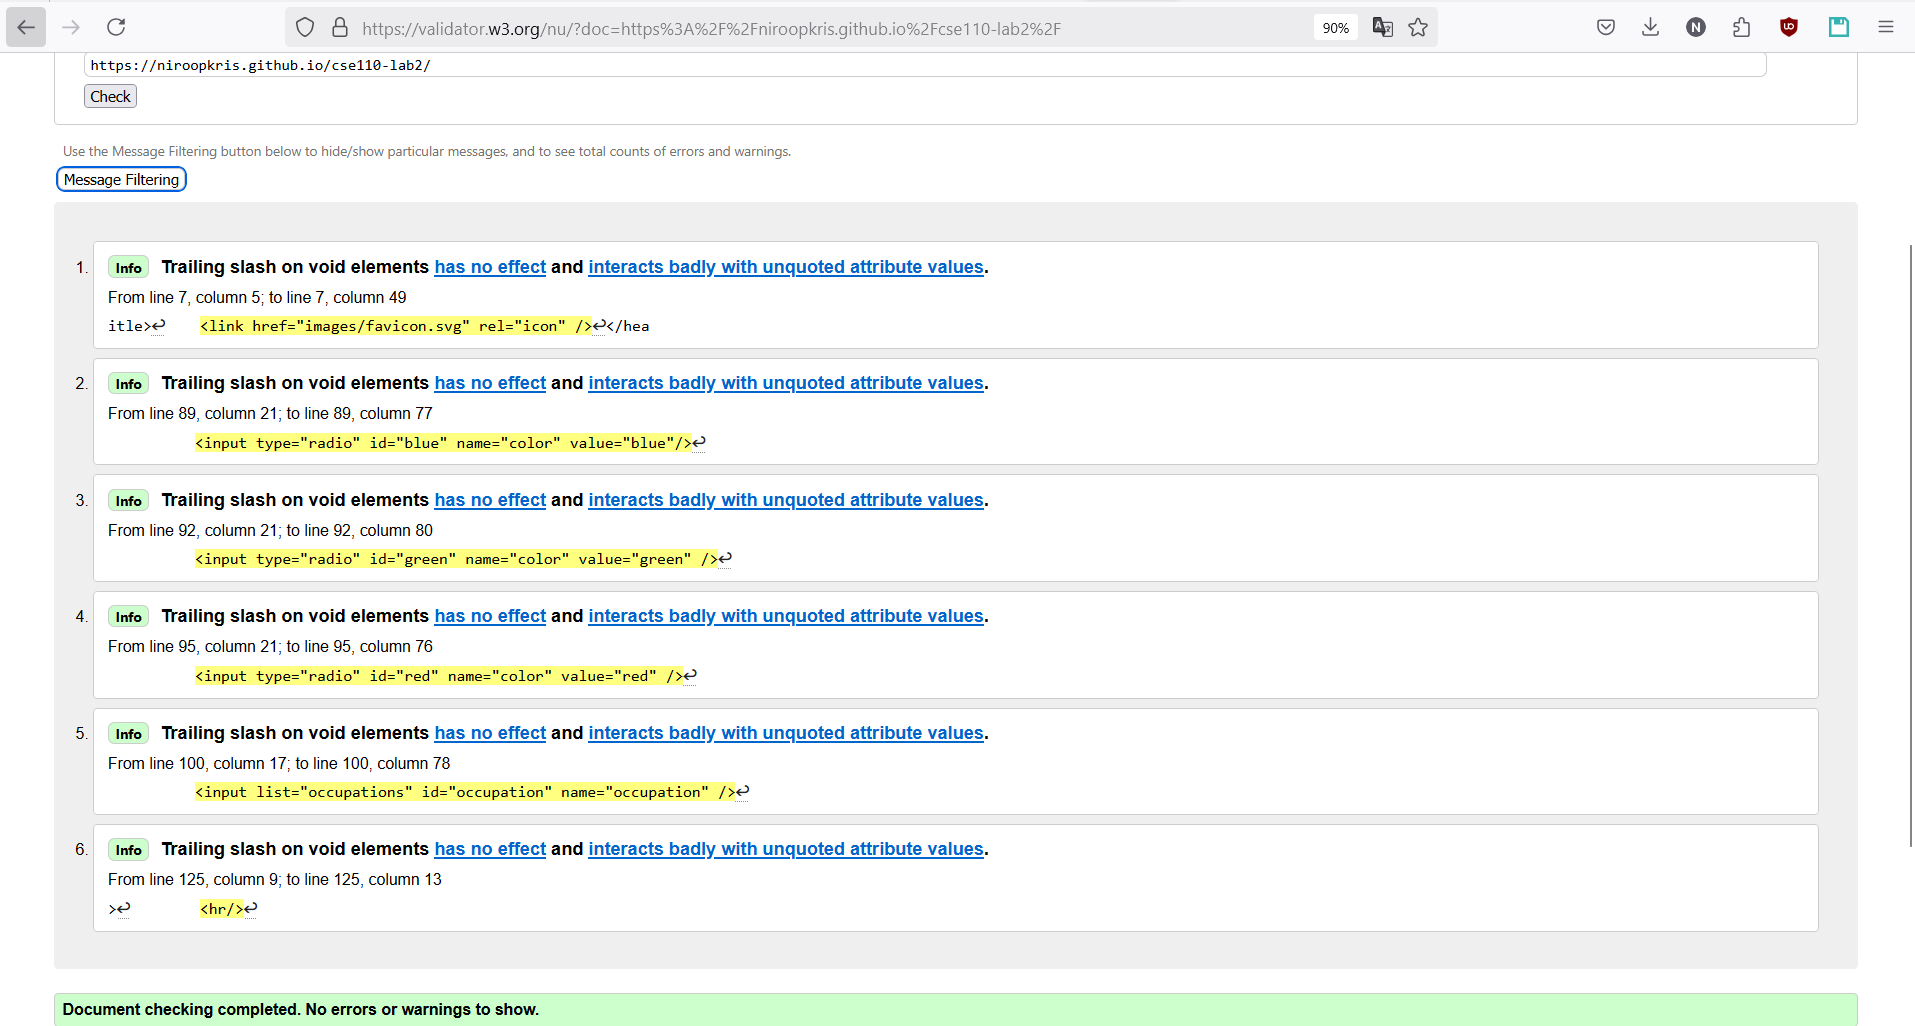 https://validator.w3.org/nu/?doc=https%3A%2F%2Fniroopkris.github.io%2Fcse110-lab2%2F
90%
N
https://niroopkris.github.io/cse110-lab2/
Check
Use the Message Filtering button below to hide/show particular messages, and to see total counts of errors and warnings.
Message Filtering
1. Info Trailing slash on void elements has no effect and interacts badly with unquoted attribute values.
From line 7, column 5; to line 7, column 49
itle>↩    <link href="images/favicon.svg" rel="icon" />↩</hea
2. Info Trailing slash on void elements has no effect and interacts badly with unquoted attribute values.
From line 89, column 21; to line 89, column 77
<input type="radio" id="blue" name="color" value="blue"/>↩
3. Info Trailing slash on void elements has no effect and interacts badly with unquoted attribute values.
From line 92, column 21; to line 92, column 80
<input type="radio" id="green" name="color" value="green" />↩
4. Info Trailing slash on void elements has no effect and interacts badly with unquoted attribute values.
From line 95, column 21; to line 95, column 76
<input type="radio" id="red" name="color" value="red" />↩
5. Info Trailing slash on void elements has no effect and interacts badly with unquoted attribute values.
From line 100, column 17; to line 100, column 78
<input list="occupations" id="occupation" name="occupation" />↩
6. Info Trailing slash on void elements has no effect and interacts badly with unquoted attribute values.
From line 125, column 9; to line 125, column 13
>↩        <hr/>↩
Document checking completed. No errors or warnings to show.